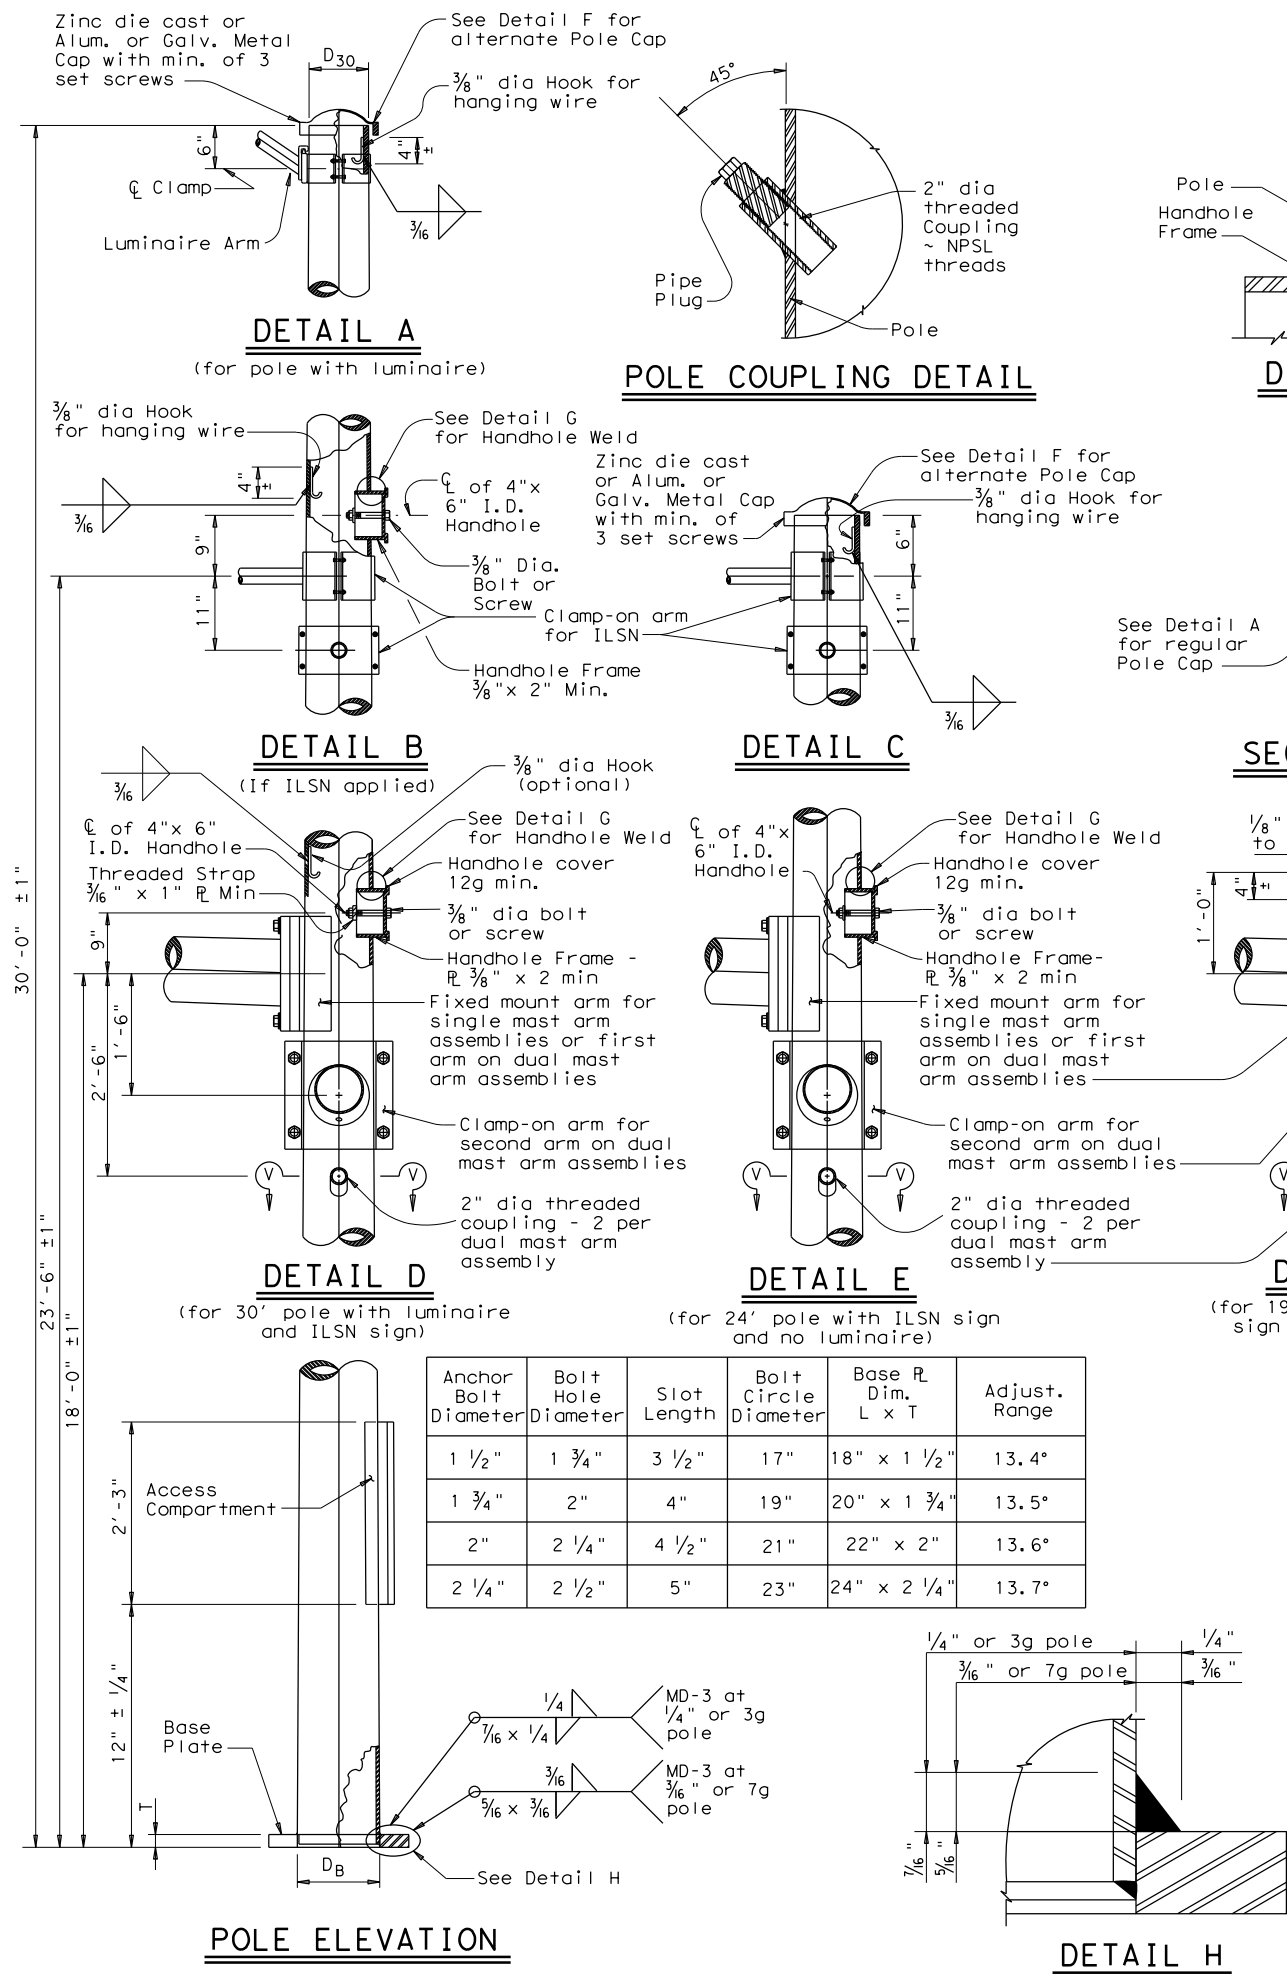 Zinc die cast or
Alum. or Galv. Metal
Cap with min. of 3
set screws
D30
See Detail F for
alternate Pole Cap
3/8" dia Hook for
hanging wire
6"
4"
±
℄ Clamp
3/16
Luminaire Arm
DETAIL A
(for pole with luminaire)
45°
2" dia
threaded
Coupling
~ NPSL
threads
Pipe
Plug
Pole
POLE COUPLING DETAIL
Pole
Handhole
Frame
D
3/8" dia Hook
for hanging wire
See Detail G
for Handhole Weld
4"
±
3/16
℄ of 4"x
6" I.D.
Handhole
9"
3/8" Dia.
Bolt or
Screw
11"
Clamp-on arm
for ILSN
Handhole Frame
3/8"x 2" Min.
DETAIL B
(If ILSN applied)
Zinc die cast
or Alum. or
Galv. Metal Cap
with min. of
3 set screws
See Detail F for
alternate Pole Cap
3/8" dia Hook for
hanging wire
6"
11"
3/16
DETAIL C
See Detail A
for regular
Pole Cap
SEC
3/16
3/8" dia Hook
(optional)
℄ of 4"x 6"
I.D. Handhole
See Detail G
for Handhole Weld
Threaded Strap
3/16" x 1" ℙ Min
Handhole cover
12g min.
3/8" dia bolt
or screw
9"
Handhole Frame -
ℙ 3/8" x 2 min
Fixed mount arm for
single mast arm
assemblies or first
arm on dual mast
arm assemblies
1'-6"
2'-6"
Clamp-on arm for
second arm on dual
mast arm assemblies
V
V
2" dia threaded
coupling - 2 per
dual mast arm
assembly
DETAIL D
(for 30' pole with luminaire
and ILSN sign)
℄ of 4"x
6" I.D.
Handhole
See Detail G
for Handhole Weld
Handhole cover
12g min.
3/8" dia bolt
or screw
Handhole Frame-
ℙ 3/8" x 2 min
Fixed mount arm for
single mast arm
assemblies or first
arm on dual mast
arm assemblies
Clamp-on arm for
second arm on dual
mast arm assemblies
V
V
2" dia threaded
coupling - 2 per
dual mast arm
assembly
DETAIL E
(for 24' pole with ILSN sign
and no luminaire)
1/8"
to
4"
±
1'-0"
V
D
(for 19
sign
30'-0" ±1"
23'-6" ±1"
18'-0" ±1"
Anchor Bolt Diameter Bolt Hole Diameter Slot Length Bolt Circle Diameter Base ℙ Dim. L x T Adjust. Range
1 1/2" 1 3/4" 3 1/2" 17" 18" x 1 1/2" 13.4°
1 3/4" 2" 4" 19" 20" x 1 3/4" 13.5°
2" 2 1/4" 4 1/2" 21" 22" x 2" 13.6°
2 1/4" 2 1/2" 5" 23" 24" x 2 1/4" 13.7°
2'-3"
Access
Compartment
12" ± 1/4"
Base
Plate
T
DB
1/4
7/16 x 1/4
MD-3 at
1/4" or 3g
pole
3/16
5/16 x 3/16
MD-3 at
3/16" or 7g
pole
See Detail H
POLE ELEVATION
1/4" or 3g pole
1/4"
3/16" or 7g pole
3/16"
7/16"
5/16"
DETAIL H